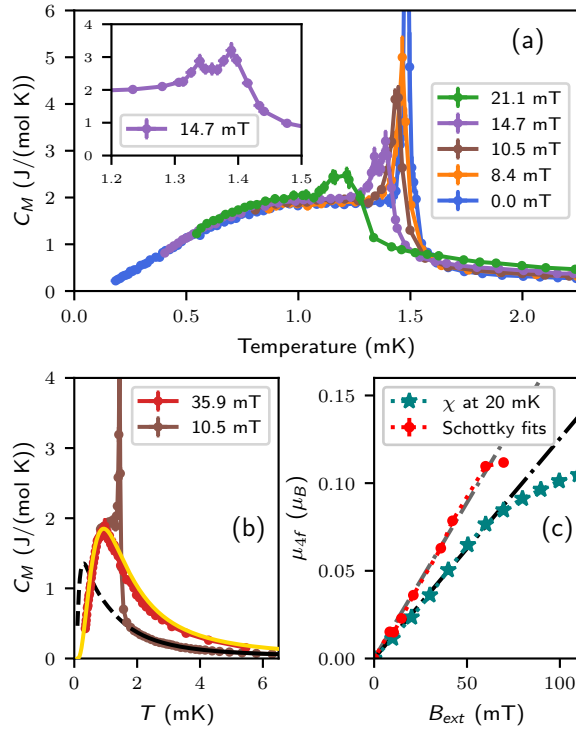 (a)
C_M (J/(mol K))
6
5
4
3
2
1
0
0.0 0.5 1.0 1.5 2.0
Temperature (mK)
4
3
2
1
0
1.2 1.3 1.4 1.5
14.7 mT
21.1 mT
14.7 mT
10.5 mT
8.4 mT
0.0 mT
(b)
C_M (J/(mol K))
4
3
2
1
0
0 2 4 6
T (mK)
35.9 mT
10.5 mT
(c)
μ_{4f} (μ_B)
0.15
0.10
0.05
0.00
0 50 100
B_{ext} (mT)
χ at 20 mK
Schottky fits